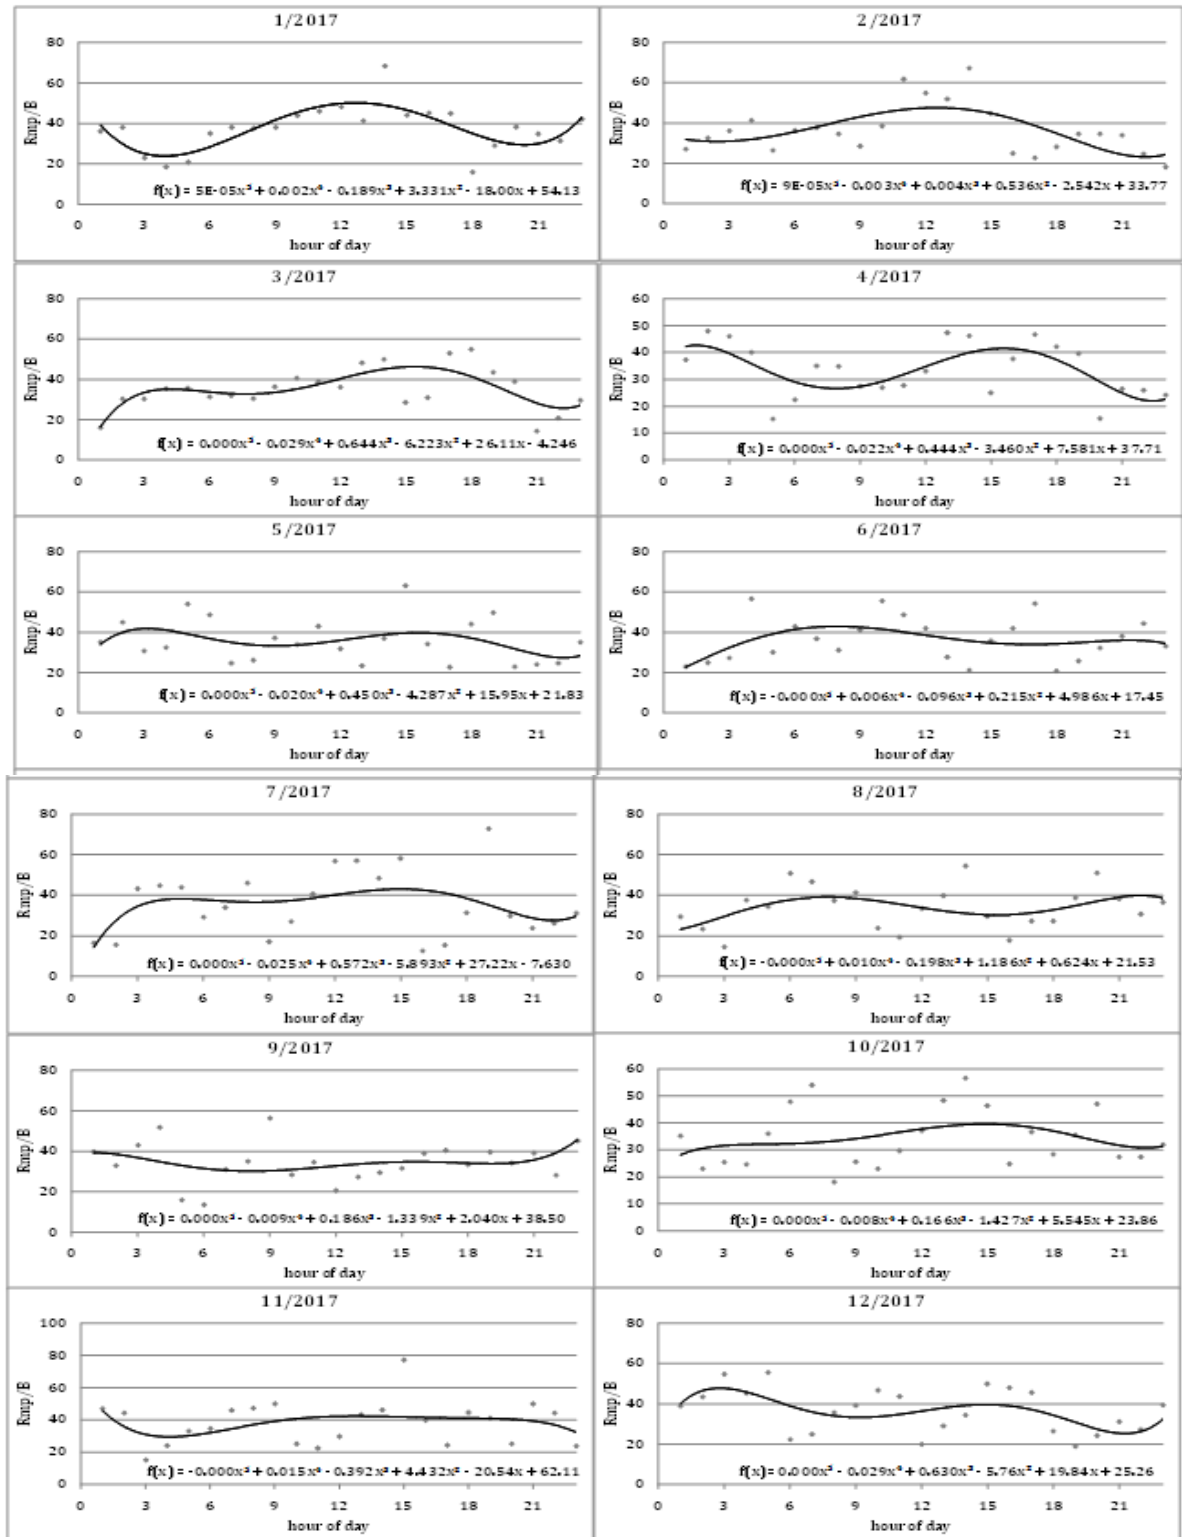 1/2017
80
60
40
20
0
Rmp/B
f(x) = 5E-05x⁵ + 0.002x⁴ - 0.189x³ + 3.331x² - 18.00x + 54.13
0 3 6 9 12 15 18 21
hour of day
2/2017
80
60
40
20
0
Rmp/B
f(x) = 9E-05x⁵ - 0.003x⁴ + 0.004x³ + 0.536x² - 2.542x + 33.77
0 3 6 9 12 15 18 21
hour of day
3/2017
80
60
40
20
0
Rmp/B
f(x) = 0.000x⁵ - 0.029x⁴ + 0.644x³ - 6.223x² + 26.11x - 4.246
0 3 6 9 12 15 18 21
hour of day
4/2017
60
50
40
30
20
10
0
Rmp/B
f(x) = 0.000x⁵ - 0.022x⁴ + 0.444x³ - 3.460x² + 7.581x + 37.71
0 3 6 9 12 15 18 21
hour of day
5/2017
80
60
40
20
0
Rmp/B
f(x) = 0.000x⁵ - 0.020x⁴ + 0.450x³ - 4.287x² + 15.95x + 21.83
0 3 6 9 12 15 18 21
hour of day
6/2017
80
60
40
20
0
Rmp/B
f(x) = -0.000x⁵ + 0.006x⁴ - 0.096x³ + 0.215x² + 4.986x + 17.45
0 3 6 9 12 15 18 21
hour of day
7/2017
80
60
40
20
0
Rmp/B
f(x) = 0.000x⁵ - 0.025x⁴ + 0.572x³ - 5.893x² + 27.22x - 7.630
0 3 6 9 12 15 18 21
hour of day
8/2017
80
60
40
20
0
Rmp/B
f(x) = -0.000x⁵ + 0.010x⁴ - 0.198x³ + 1.186x² + 0.624x + 21.53
0 3 6 9 12 15 18 21
hour of day
9/2017
80
60
40
20
0
Rmp/B
f(x) = 0.000x⁵ - 0.009x⁴ + 0.186x³ - 1.339x² + 2.040x + 38.50
0 3 6 9 12 15 18 21
hour of day
10/2017
60
50
40
30
20
10
0
Rmp/B
f(x) = 0.000x⁵ - 0.008x⁴ + 0.166x³ - 1.427x² + 5.545x + 23.86
0 3 6 9 12 15 18 21
hour of day
11/2017
100
80
60
40
20
0
Rmp/B
f(x) = -0.000x⁵ + 0.015x⁴ - 0.392x³ + 4.432x² - 20.54x + 62.11
0 3 6 9 12 15 18 21
hour of day
12/2017
80
60
40
20
0
Rmp/B
f(x) = 0.000x⁵ - 0.029x⁴ + 0.630x³ - 5.76x² + 19.84x + 25.26
0 3 6 9 12 15 18 21
hour of day